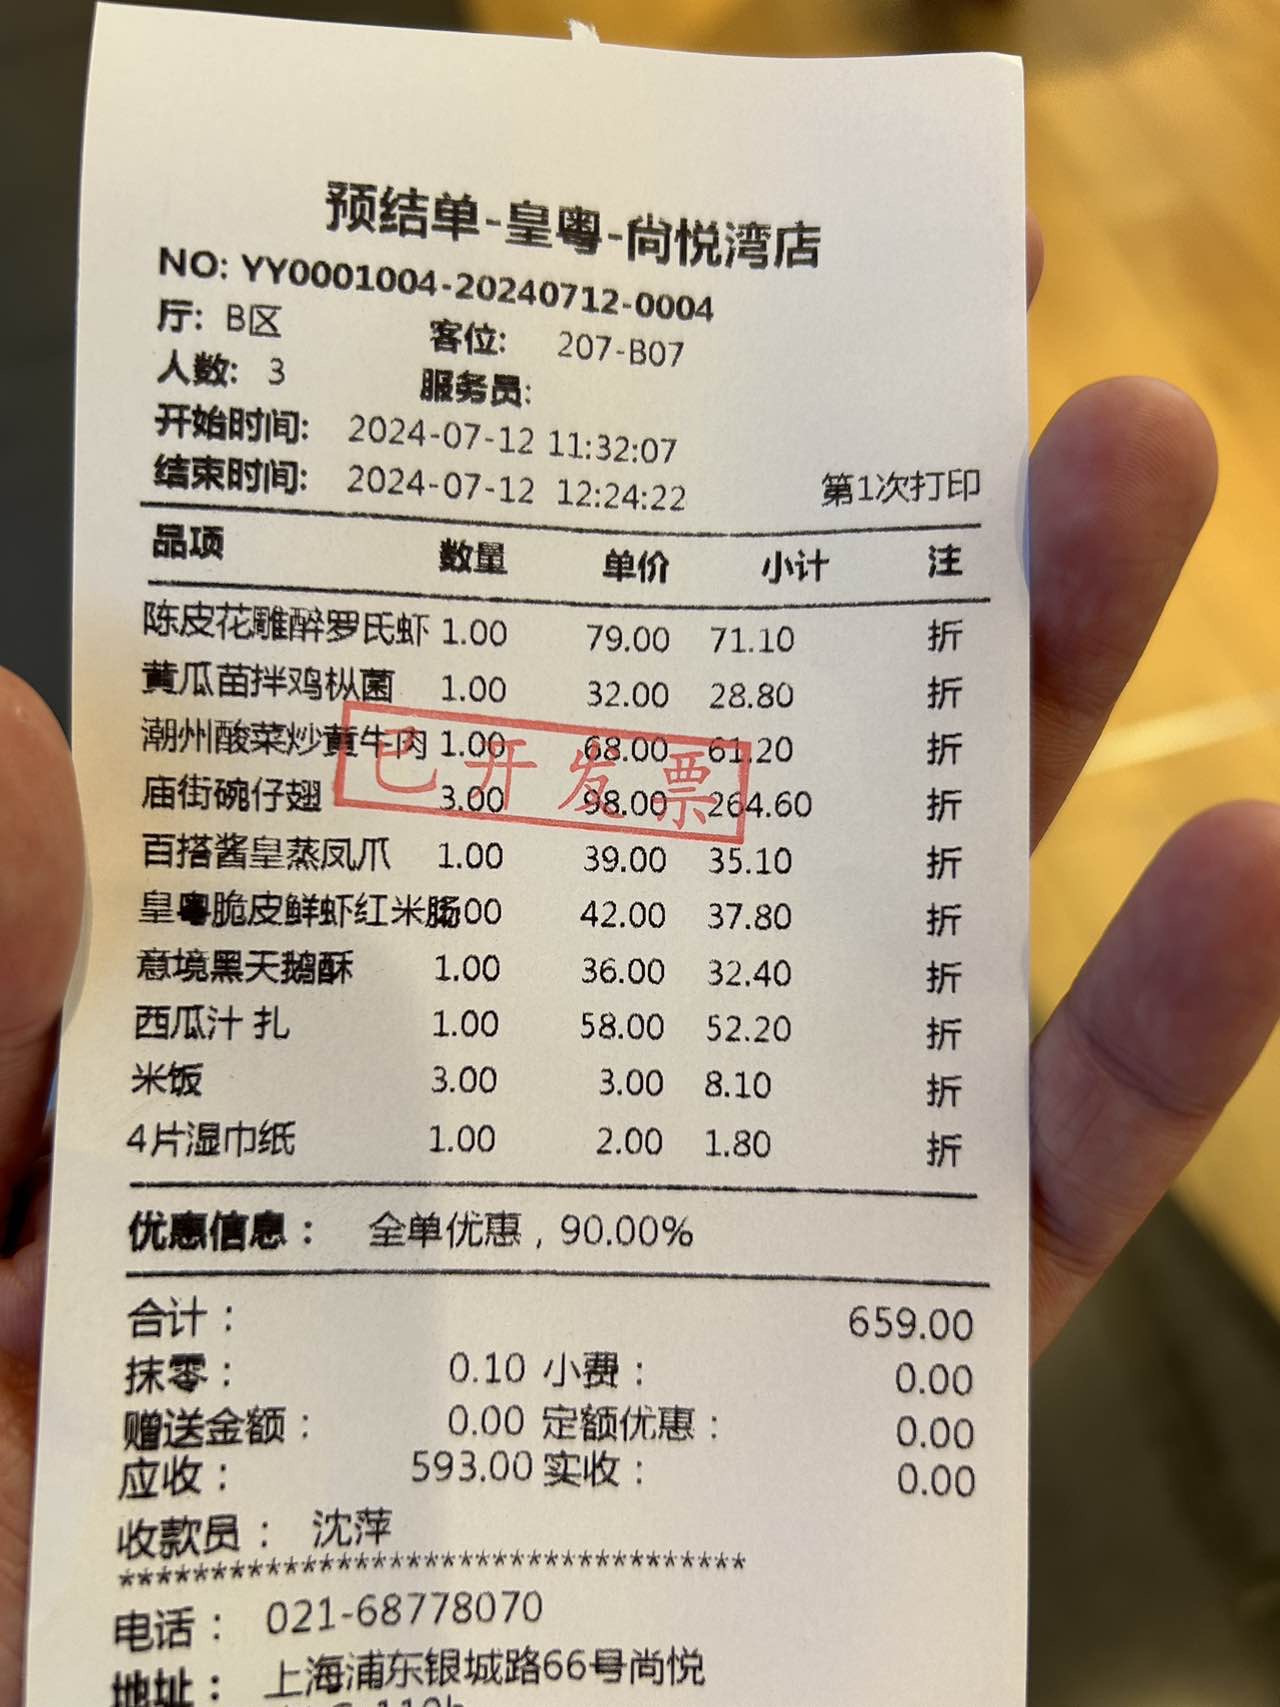 预结单-皇粤-尚悦湾店
NO: YY0001004-20240712-0004
厅: B区 客位: 207-B07
人数: 3 服务员:
开始时间: 2024-07-12 11:32:07
结束时间: 2024-07-12 12:24:22 第1次打印
品项 数量 单价 小计 注
陈皮花雕醉罗氏虾 1.00 79.00 71.10 折
黄瓜苗拌鸡枞菌 1.00 32.00 28.80 折
潮州酸菜炒黄牛肉 1.00 68.00 61.20 折
已开发票
庙街碗仔翅 3.00 98.00 264.60 折
百搭酱皇蒸凤爪 1.00 39.00 35.10 折
皇粤脆皮鲜虾红米肠 1.00 42.00 37.80 折
意境黑天鹅酥 1.00 36.00 32.40 折
西瓜汁 扎 1.00 58.00 52.20 折
米饭 3.00 3.00 8.10 折
4片湿巾纸 1.00 2.00 1.80 折
优惠信息： 全单优惠，90.00%
合计： 659.00
抹零： 0.10 小费： 0.00
赠送金额： 0.00 定额优惠： 0.00
应收： 593.00 实收： 0.00
收款员： 沈萍
****************************************
电话： 021-68778070
地址： 上海浦东银城路66号尚悦